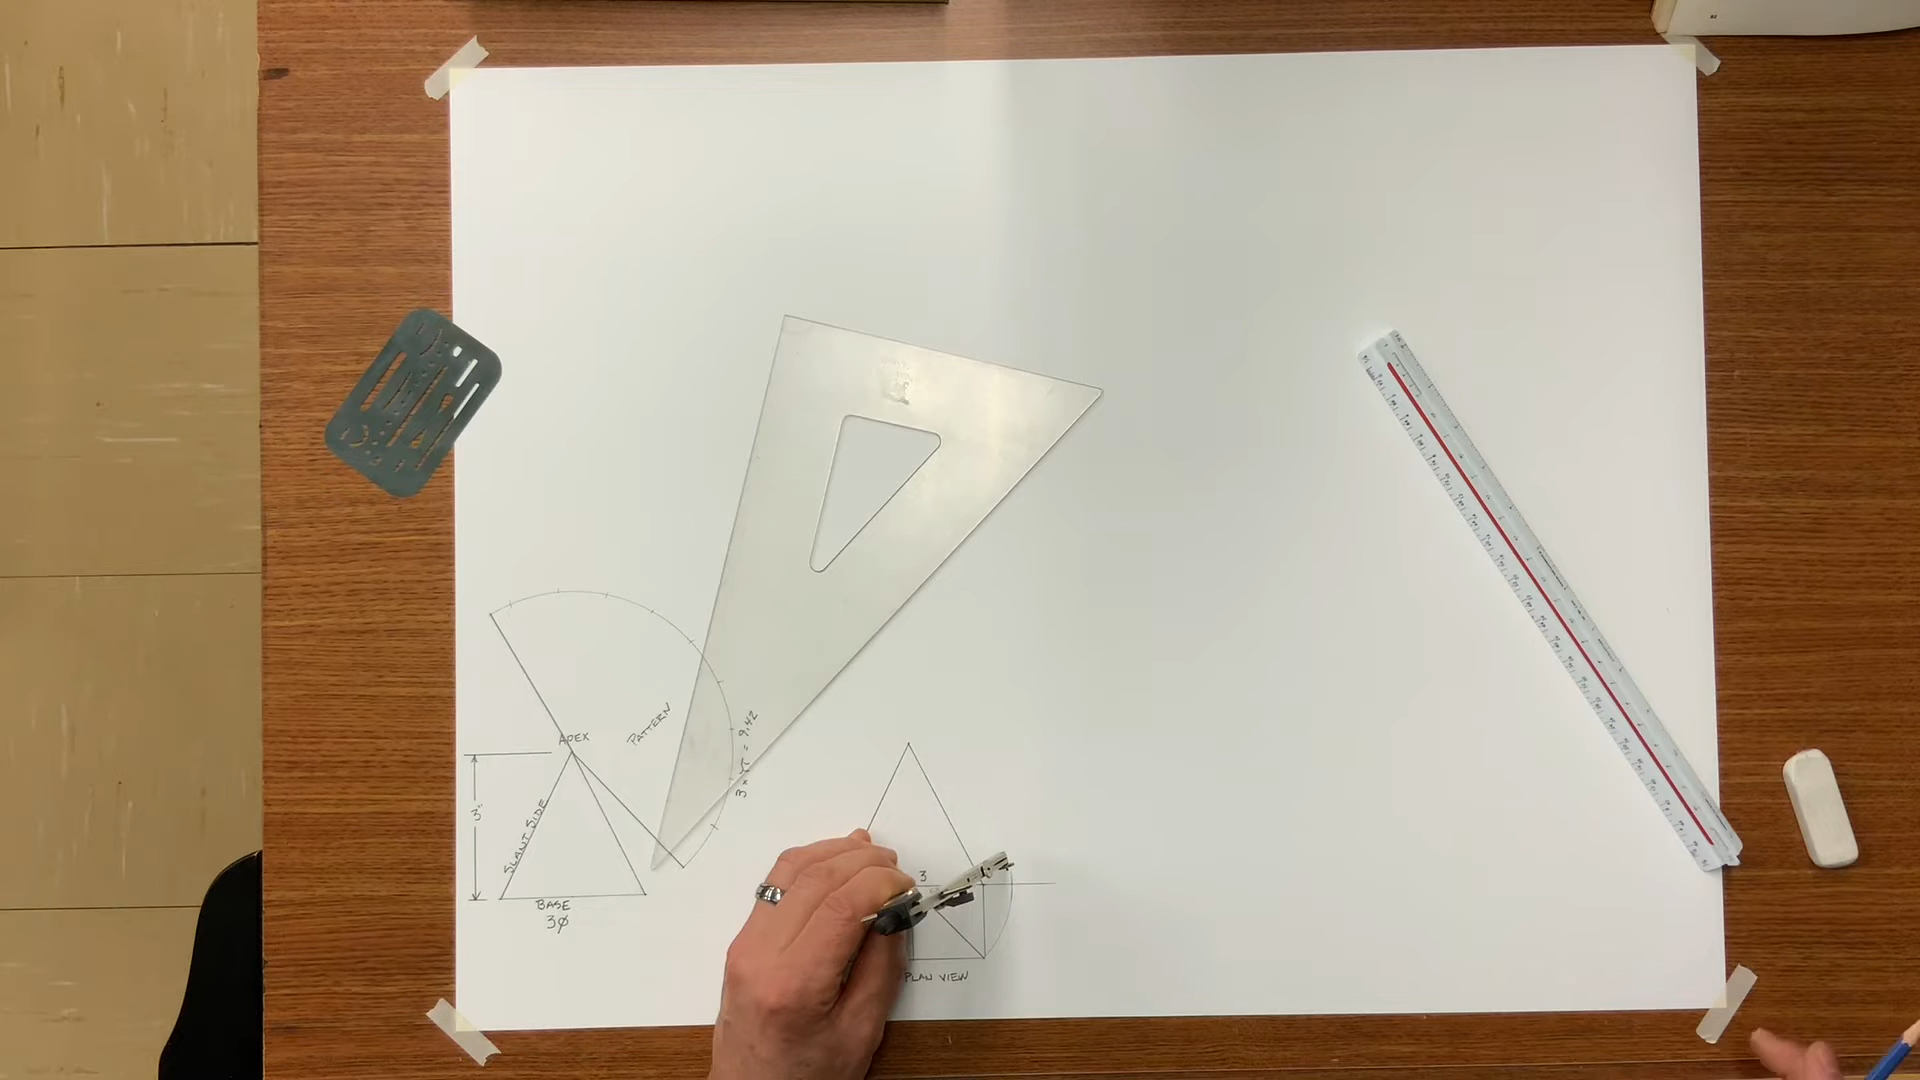 APEX
PATTERN
3 x π = 9.42
3
SLANT SIDE
BASE
3Ø
3
PLAN VIEW